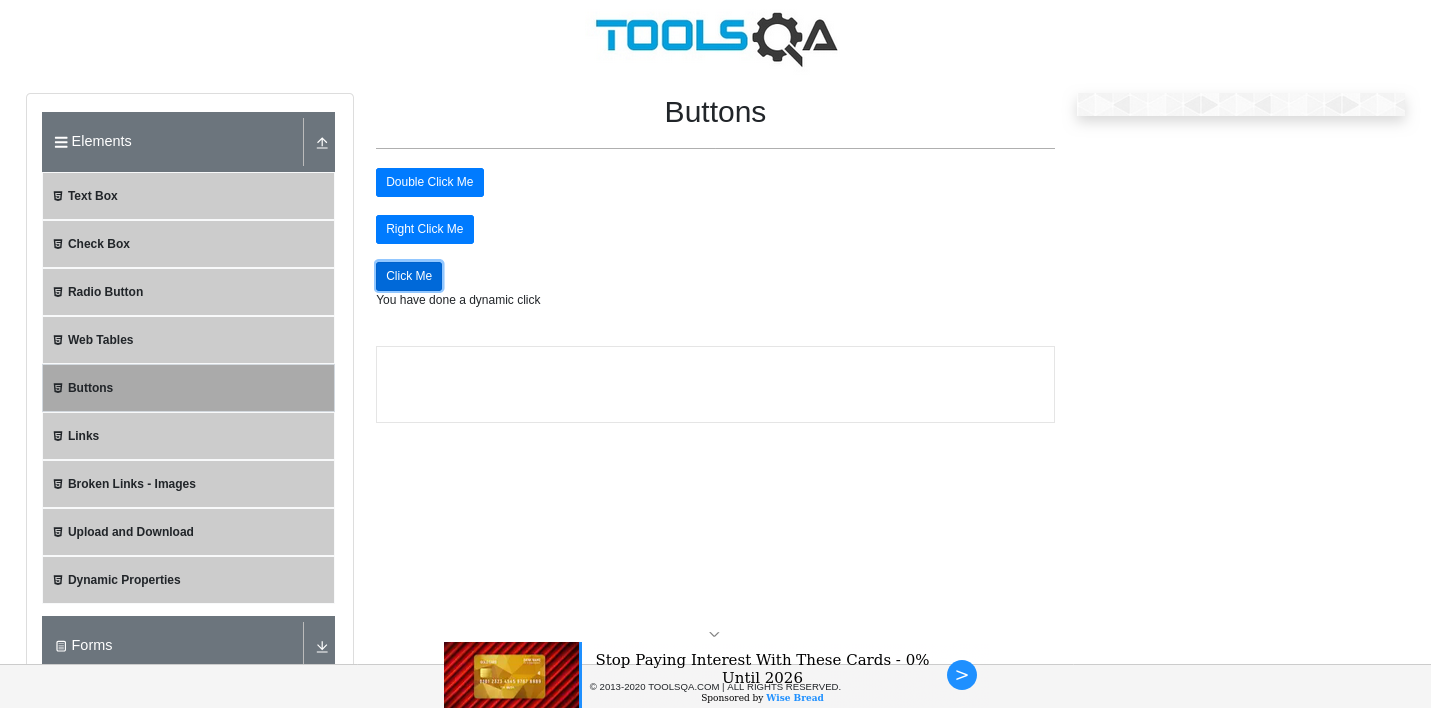 TOOLSQA
Elements
Text Box
Check Box
Radio Button
Web Tables
Buttons
Links
Broken Links - Images
Upload and Download
Dynamic Properties
Forms
Buttons
Double Click Me
Right Click Me
Click Me
You have done a dynamic click
Stop Paying Interest With These Cards - 0%
Until 2026
© 2013-2020 TOOLSQA.COM | ALL RIGHTS RESERVED.
Sponsored by Wise Bread